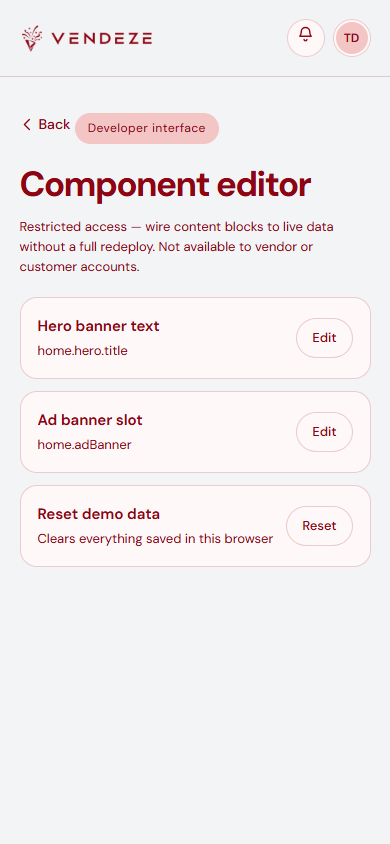 VENDEZE
TD
Back
Developer interface
Component editor
Restricted access — wire content blocks to live data
without a full redeploy. Not available to vendor or
customer accounts.
Hero banner text
home.hero.title
Edit
Ad banner slot
home.adBanner
Edit
Reset demo data
Clears everything saved in this browser
Reset